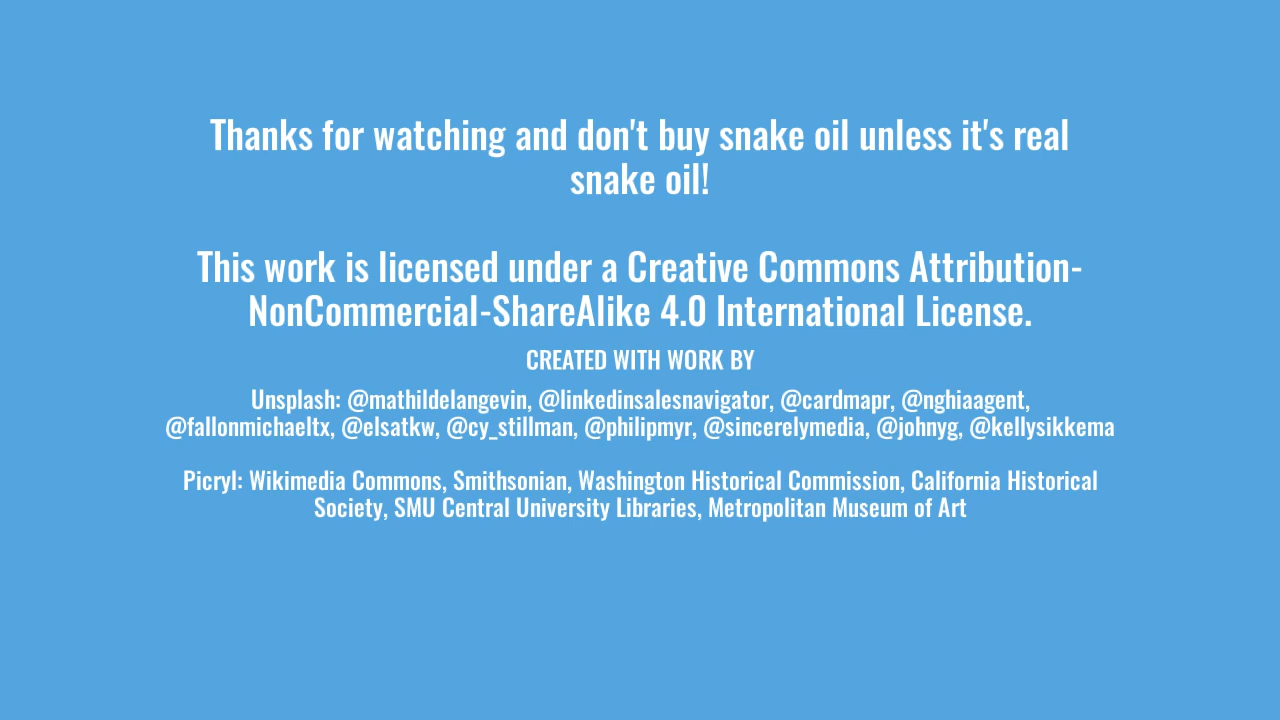 Thanks for watching and don't buy snake oil unless it's real
snake oil!
This work is licensed under a Creative Commons Attribution-
NonCommercial-ShareAlike 4.0 International License.
CREATED WITH WORK BY
Unsplash: @mathildelangevin, @linkedinsalesnavigator, @cardmapr, @nghiaagent,
@fallonmichaeltx, @elsatkw, @cy_stillman, @philipmyr, @sincerelymedia, @johnyg, @kellysikkema
Picryl: Wikimedia Commons, Smithsonian, Washington Historical Commission, California Historical
Society, SMU Central University Libraries, Metropolitan Museum of Art